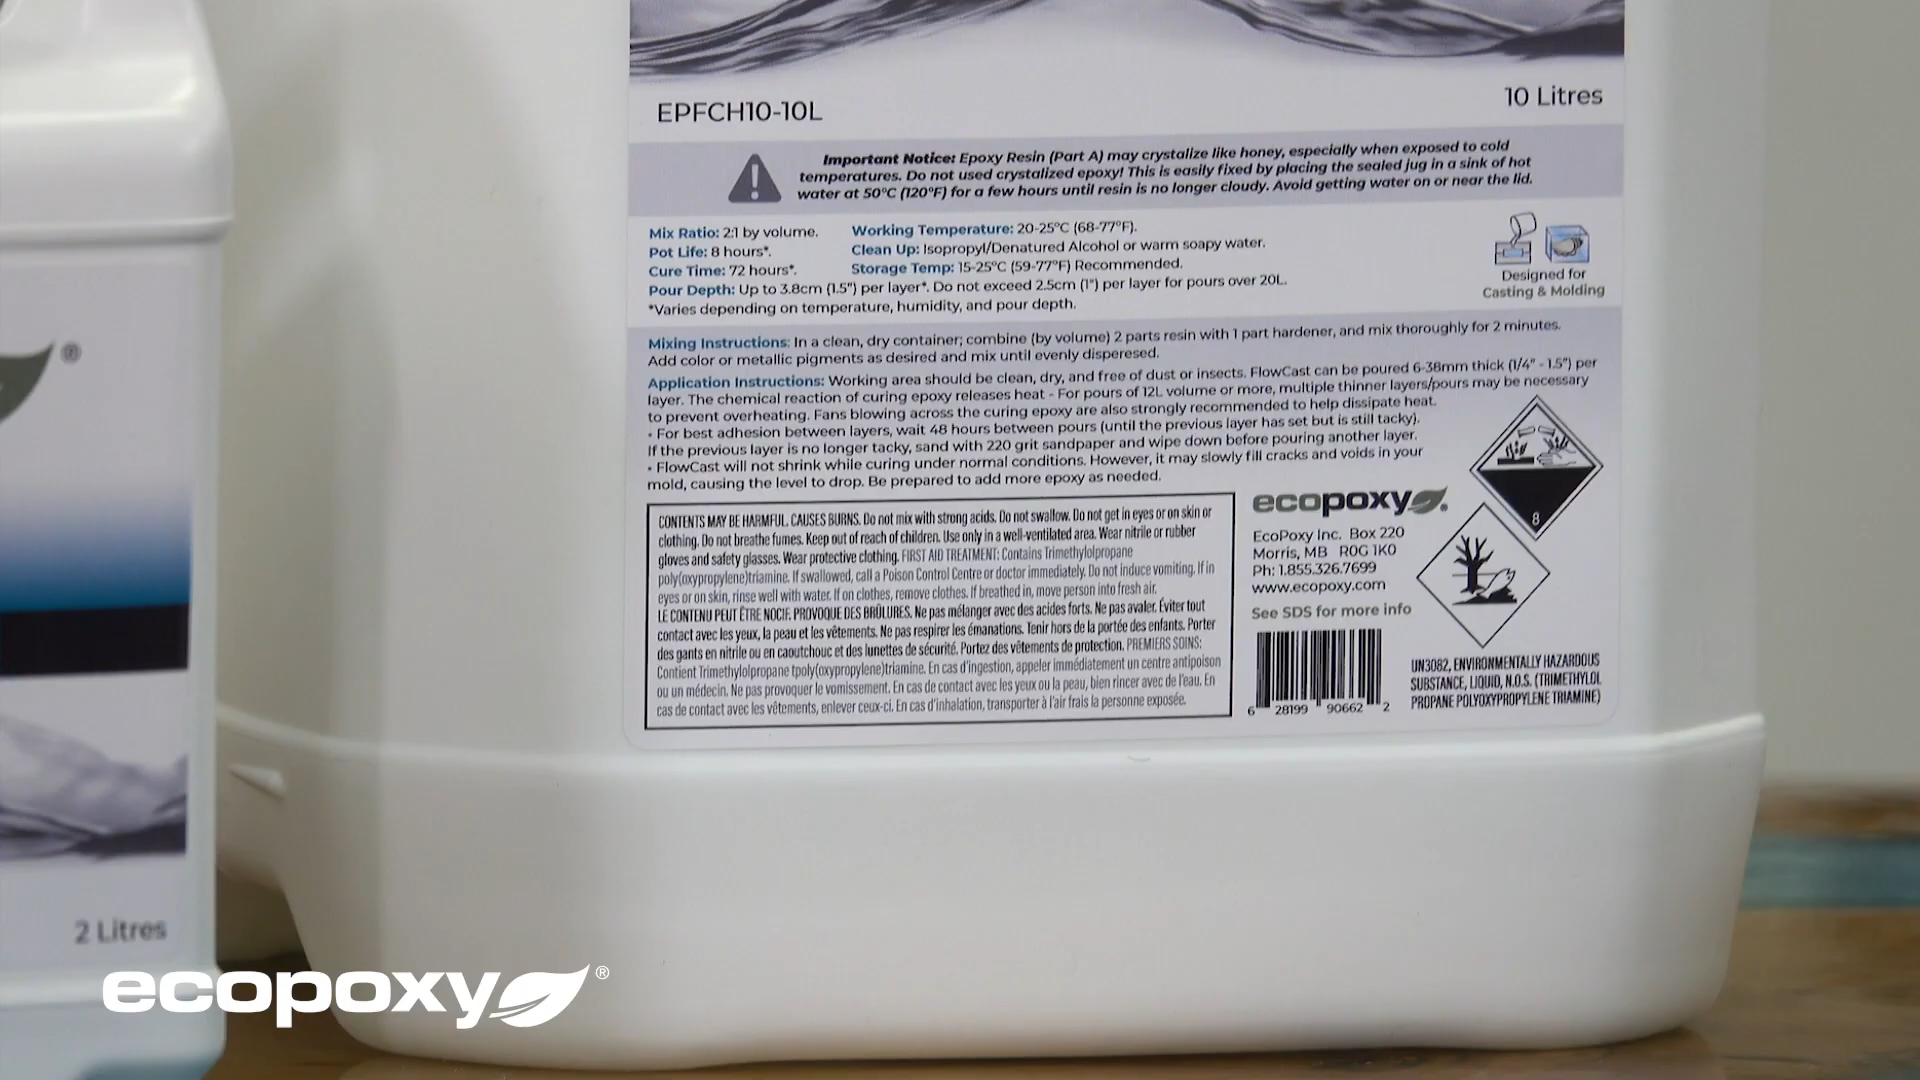 EPFCH10-10L
10 Litres
Important Notice: Epoxy Resin (Part A) may crystalize like honey, especially when exposed to cold
temperatures. Do not used crystalized epoxy! This is easily fixed by placing the sealed jug in a sink of hot
water at 50°C (120°F) for a few hours until resin is no longer cloudy. Avoid getting water on or near the lid.
Mix Ratio: 2:1 by volume.
Working Temperature: 20-25°C (68-77°F).
Pot Life: 8 hours*.
Clean Up: Isopropyl/Denatured Alcohol or warm soapy water.
Cure Time: 72 hours*.
Storage Temp: 15-25°C (59-77°F) Recommended.
Pour Depth: Up to 3.8cm (1.5") per layer*. Do not exceed 2.5cm (1") per layer for pours over 20L.
*Varies depending on temperature, humidity, and pour depth.
Designed for
Casting & Molding
Mixing Instructions: In a clean, dry container; combine (by volume) 2 parts resin with 1 part hardener, and mix thoroughly for 2 minutes.
Add color or metallic pigments as desired and mix until evenly disperesed.
Application Instructions: Working area should be clean, dry, and free of dust or insects. FlowCast can be poured 6-38mm thick (1/4" - 1.5") per
layer. The chemical reaction of curing epoxy releases heat - For pours of 12L volume or more, multiple thinner layers/pours may be necessary
to prevent overheating. Fans blowing across the curing epoxy are also strongly recommended to help dissipate heat.
• For best adhesion between layers, wait 48 hours between pours (until the previous layer has set but is still tacky).
If the previous layer is no longer tacky, sand with 220 grit sandpaper and wipe down before pouring another layer.
• FlowCast will not shrink while curing under normal conditions. However, it may slowly fill cracks and voids in your
mold, causing the level to drop. Be prepared to add more epoxy as needed.
CONTENTS MAY BE HARMFUL. CAUSES BURNS. Do not mix with strong acids. Do not swallow. Do not get in eyes or on skin or
clothing. Do not breathe fumes. Keep out of reach of children. Use only in a well-ventilated area. Wear nitrile or rubber
gloves and safety glasses. Wear protective clothing. FIRST AID TREATMENT: Contains Trimethylolpropane
poly(oxypropylene)triamine. If swallowed, call a Poison Control Centre or doctor immediately. Do not induce vomiting. If in
eyes or on skin, rinse well with water. If on clothes, remove clothes. If breathed in, move person into fresh air.
LE CONTENU PEUT ÊTRE NOCIF. PROVOQUE DES BRÛLURES. Ne pas mélanger avec des acides forts. Ne pas avaler. Éviter tout
contact avec les yeux, la peau et les vêtements. Ne pas respirer les émanations. Tenir hors de la portée des enfants. Porter
des gants en nitrile ou en caoutchouc et des lunettes de sécurité. Portez des vêtements de protection. PREMIERS SOINS:
Contient Trimethylolpropane tpoly(oxypropylene)triamine. En cas d'ingestion, appeler immédiatement un centre antipoison
ou un médecin. Ne pas provoquer le vomissement. En cas de contact avec les yeux ou la peau, bien rincer avec de l'eau. En
cas de contact avec les vêtements, enlever ceux-ci. En cas d'inhalation, transporter à l'air frais la personne exposée.
ecopoxy
8
EcoPoxy Inc. Box 220
Morris, MB R0G 1K0
Ph: 1.855.326.7699
www.ecopoxy.com
See SDS for more info
6 28199 90662 2
UN3082, ENVIRONMENTALLY HAZARDOUS
SUBSTANCE, LIQUID, N.O.S. (TRIMETHYLOL
PROPANE POLYOXYPROPYLENE TRIAMINE)
®
2 Litres
ecopoxy®